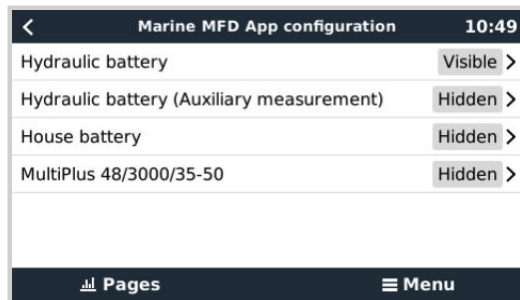 Marine MFD App configuration 10:49
Hydraulic battery Visible
Hydraulic battery (Auxiliary measurement) Hidden
House battery Hidden
MultiPlus 48/3000/35-50 Hidden
Pages Menu